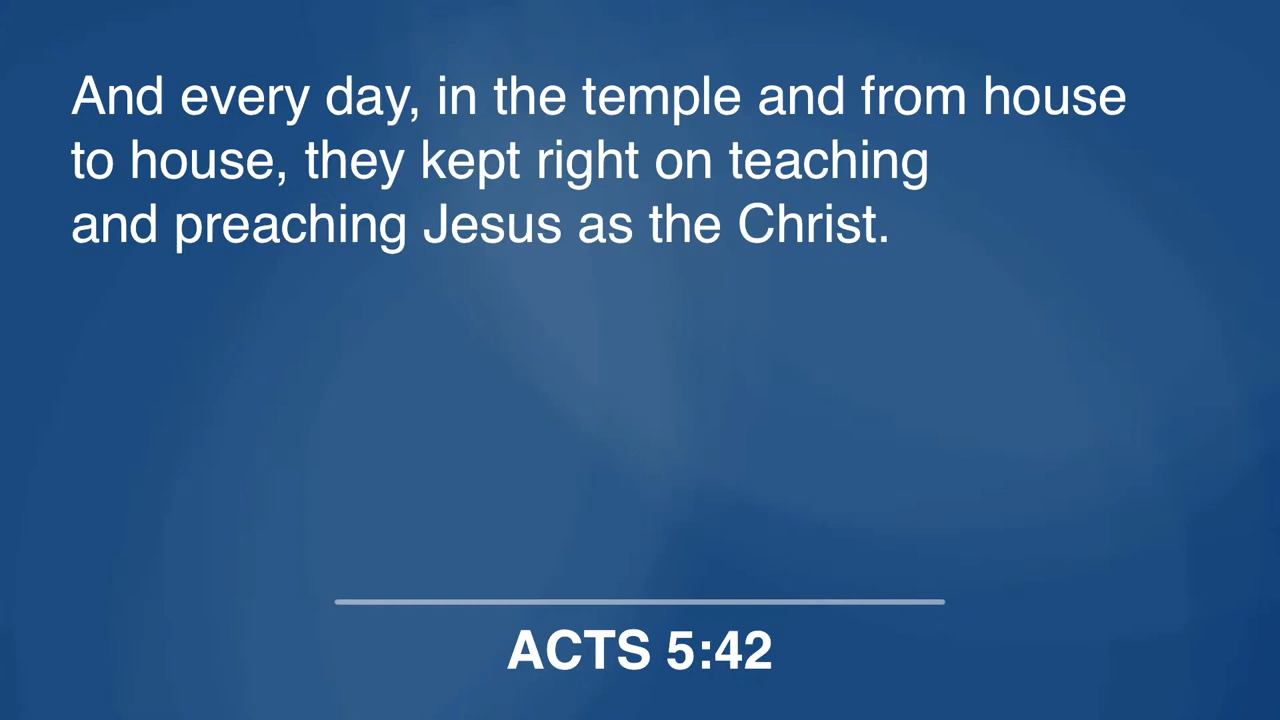 And every day, in the temple and from house
to house, they kept right on teaching
and preaching Jesus as the Christ.
ACTS 5:42